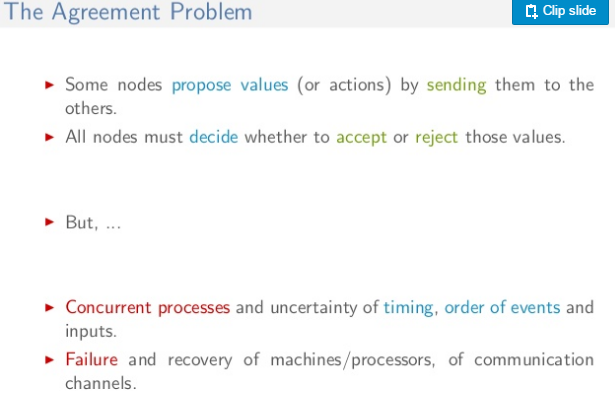 The Agreement Problem
Clip slide
► Some nodes propose values (or actions) by sending them to the
others.
► All nodes must decide whether to accept or reject those values.
► But, ...
► Concurrent processes and uncertainty of timing, order of events and
inputs.
► Failure and recovery of machines/processors, of communication
channels.